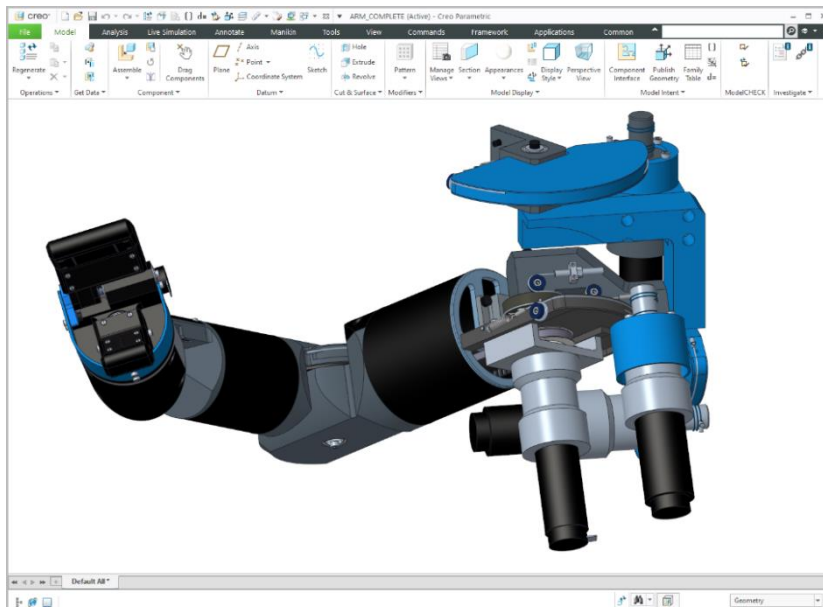 creo®
ARM_COMPLETE (Active) - Creo Parametric
File Model Analysis Live Simulation Annotate Manikin Tools View Commands Framework Applications Common
Regenerate
Assemble
Drag Components
Plane
Axis
Point
Coordinate System
Sketch
Hole
Extrude
Revolve
Pattern
Manage Views
Section
Appearances
Display Style
Perspective View
Component Interface
Publish Geometry
Family Table
d=
Operations Get Data Component Datum Cut & Surface Modifiers Model Display Model Intent ModelCHECK Investigate
Default All*
Geometry